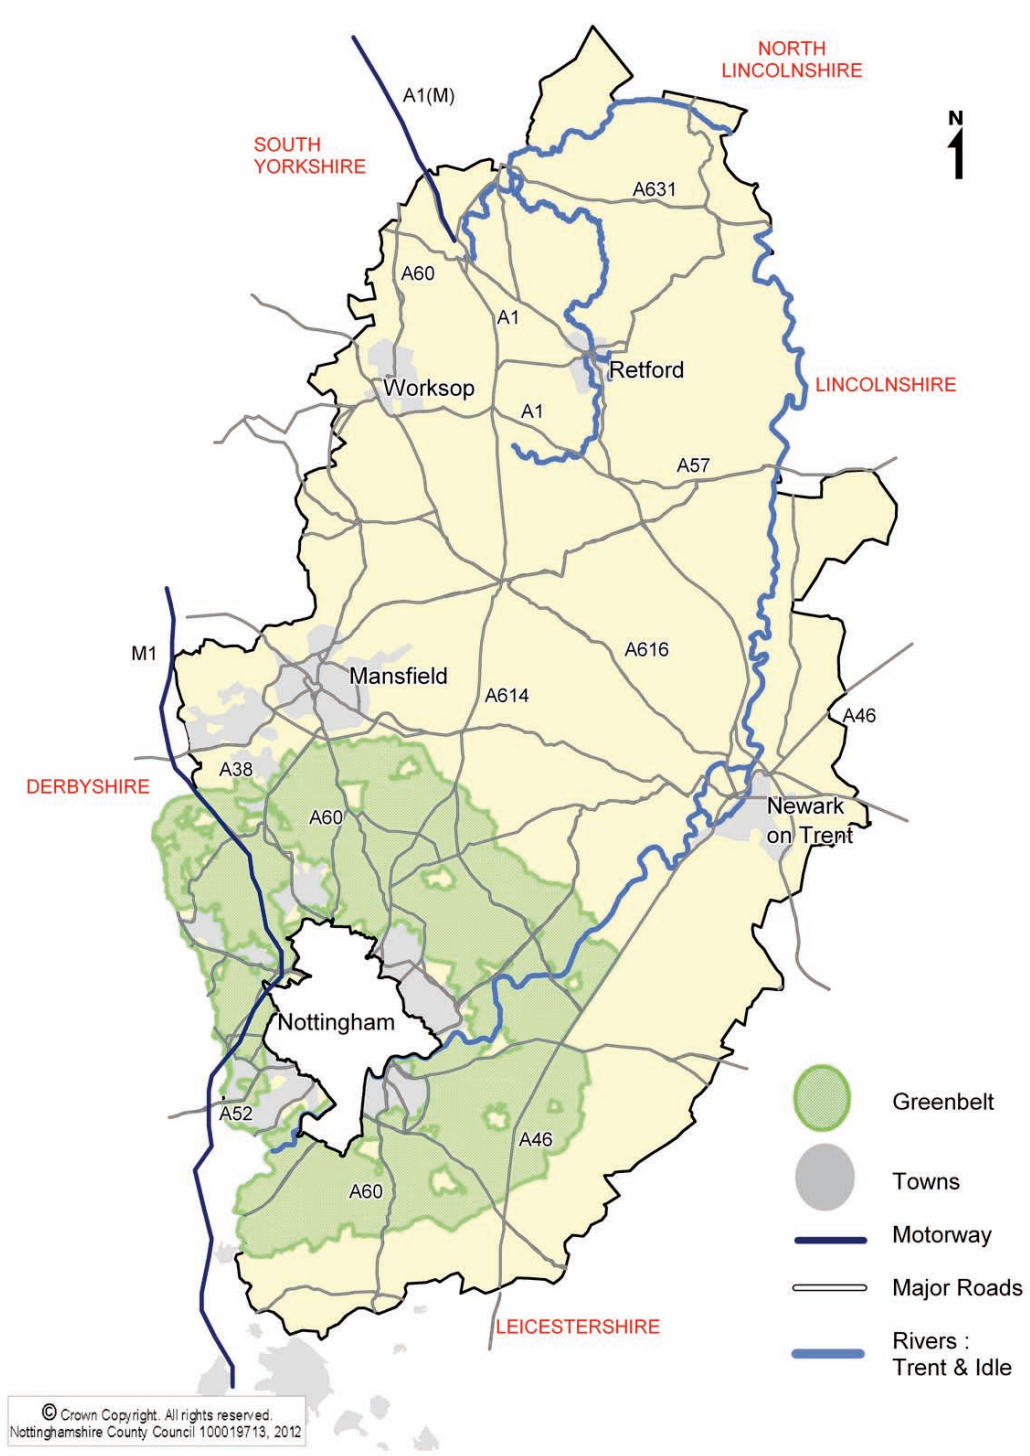 NORTH
LINCOLNSHIRE
A1(M)
N
SOUTH
YORKSHIRE
A631
A60
A1
Retford
Worksop
LINCOLNSHIRE
A1
A57
M1
A616
Mansfield
A614
A46
A38
DERBYSHIRE
Newark
on Trent
A60
Nottingham
A52
A46
A60
Greenbelt
Towns
Motorway
Major Roads
LEICESTERSHIRE
Rivers :
Trent & Idle
© Crown Copyright. All rights reserved.
Nottinghamshire County Council 100019713, 2012